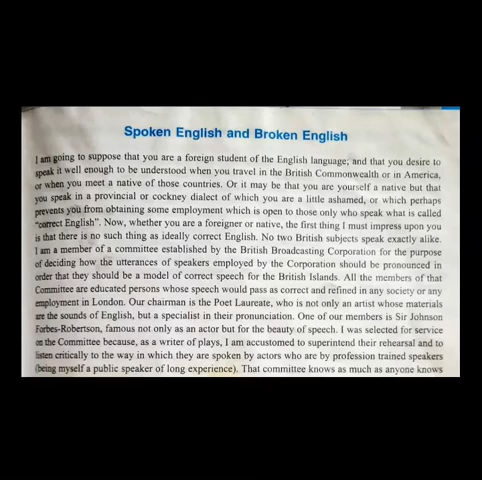 Spoken English and Broken English
I am going to suppose that you are a foreign student of the English language; and that you desire to
speak it well enough to be understood when you travel in the British Commonwealth or in America,
or when you meet a native of those countries. Or it may be that you are yourself a native but that
you speak in a provincial or cockney dialect of which you are a little ashamed, or which perhaps
prevents you from obtaining some employment which is open to those only who speak what is called
"correct English". Now, whether you are a foreigner or native, the first thing I must impress upon you
is that there is no such thing as ideally correct English. No two British subjects speak exactly alike.
I am a member of a committee established by the British Broadcasting Corporation for the purpose
of deciding how the utterances of speakers employed by the Corporation should be pronounced in
order that they should be a model of correct speech for the British Islands. All the members of that
Committee are educated persons whose speech would pass as correct and refined in any society or any
employment in London. Our chairman is the Poet Laureate, who is not only an artist whose materials
are the sounds of English, but a specialist in their pronunciation. One of our members is Sir Johnson
Forbes-Robertson, famous not only as an actor but for the beauty of speech. I was selected for service
on the Committee because, as a writer of plays, I am accustomed to superintend their rehearsal and to
listen critically to the way in which they are spoken by actors who are by profession trained speakers
(being myself a public speaker of long experience). That committee knows as much as anyone knows